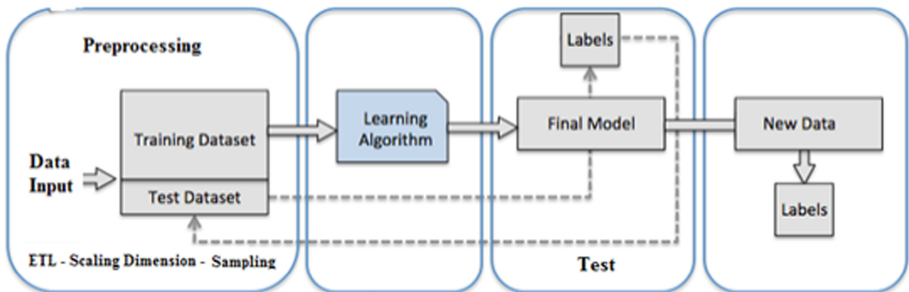 Preprocessing
Data
Input
Training Dataset
Test Dataset
ETL - Scaling Dimension - Sampling
Learning
Algorithm
Labels
Final Model
Test
New Data
Labels